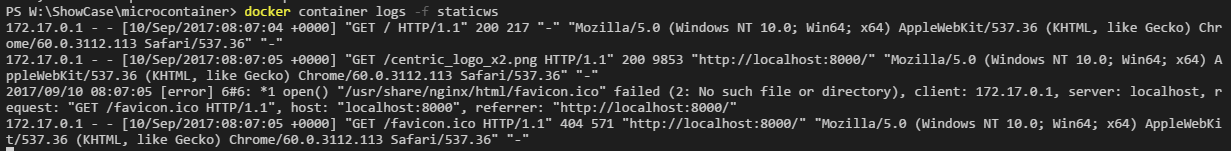 PS W:\ShowCase\microcontainer> docker container logs -f staticws
172.17.0.1 - - [10/Sep/2017:08:07:04 +0000] "GET / HTTP/1.1" 200 217 "-" "Mozilla/5.0 (Windows NT 10.0; Win64; x64) AppleWebKit/537.36 (KHTML, like Gecko) Chr
ome/60.0.3112.113 Safari/537.36" "-"
172.17.0.1 - - [10/Sep/2017:08:07:05 +0000] "GET /centric_logo_x2.png HTTP/1.1" 200 9853 "http://localhost:8000/" "Mozilla/5.0 (Windows NT 10.0; Win64; x64) A
ppleWebKit/537.36 (KHTML, like Gecko) Chrome/60.0.3112.113 Safari/537.36" "-"
2017/09/10 08:07:05 [error] 6#6: *1 open() "/usr/share/nginx/html/favicon.ico" failed (2: No such file or directory), client: 172.17.0.1, server: localhost, r
equest: "GET /favicon.ico HTTP/1.1", host: "localhost:8000", referrer: "http://localhost:8000/"
172.17.0.1 - - [10/Sep/2017:08:07:05 +0000] "GET /favicon.ico HTTP/1.1" 404 571 "http://localhost:8000/" "Mozilla/5.0 (Windows NT 10.0; Win64; x64) AppleWebKi
t/537.36 (KHTML, like Gecko) Chrome/60.0.3112.113 Safari/537.36" "-"